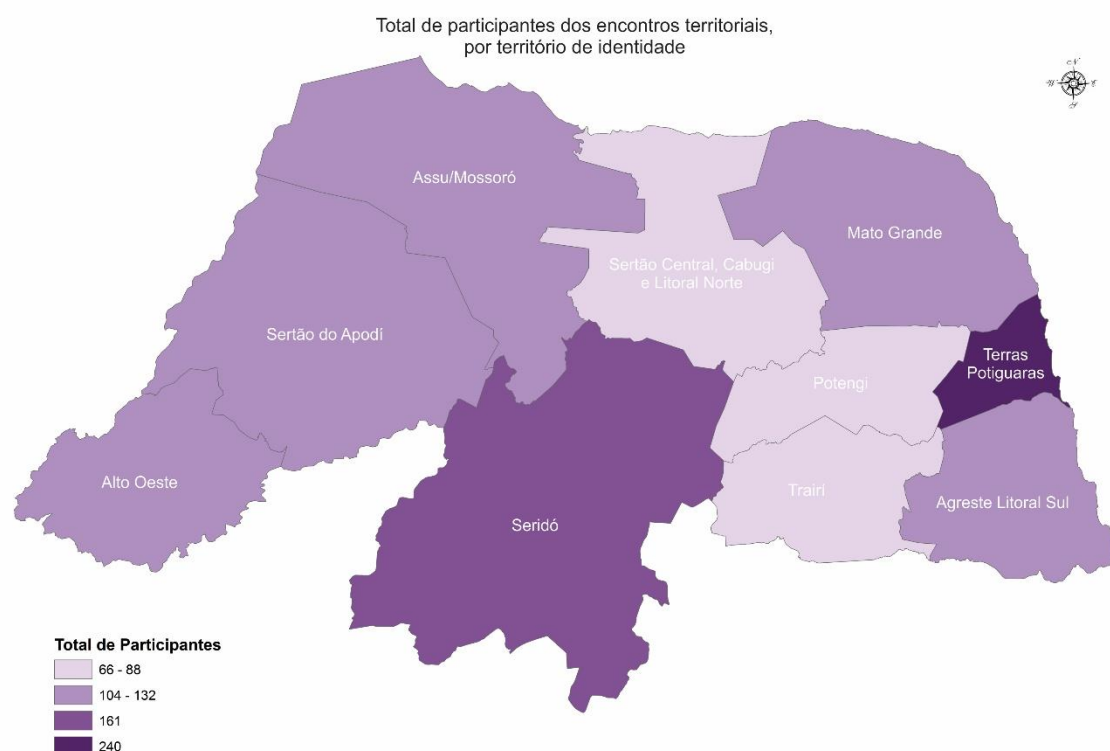 Total de participantes dos encontros territoriais,
por território de identidade
N
W
E
S
Assu/Mossoró
Mato Grande
Sertão Central, Cabugi
e Litoral Norte
Sertão do Apodí
Terras
Potiguaras
Potengi
Alto Oeste
Trairí
Agreste Litoral Sul
Seridó
Total de Participantes
66 - 88
104 - 132
161
240